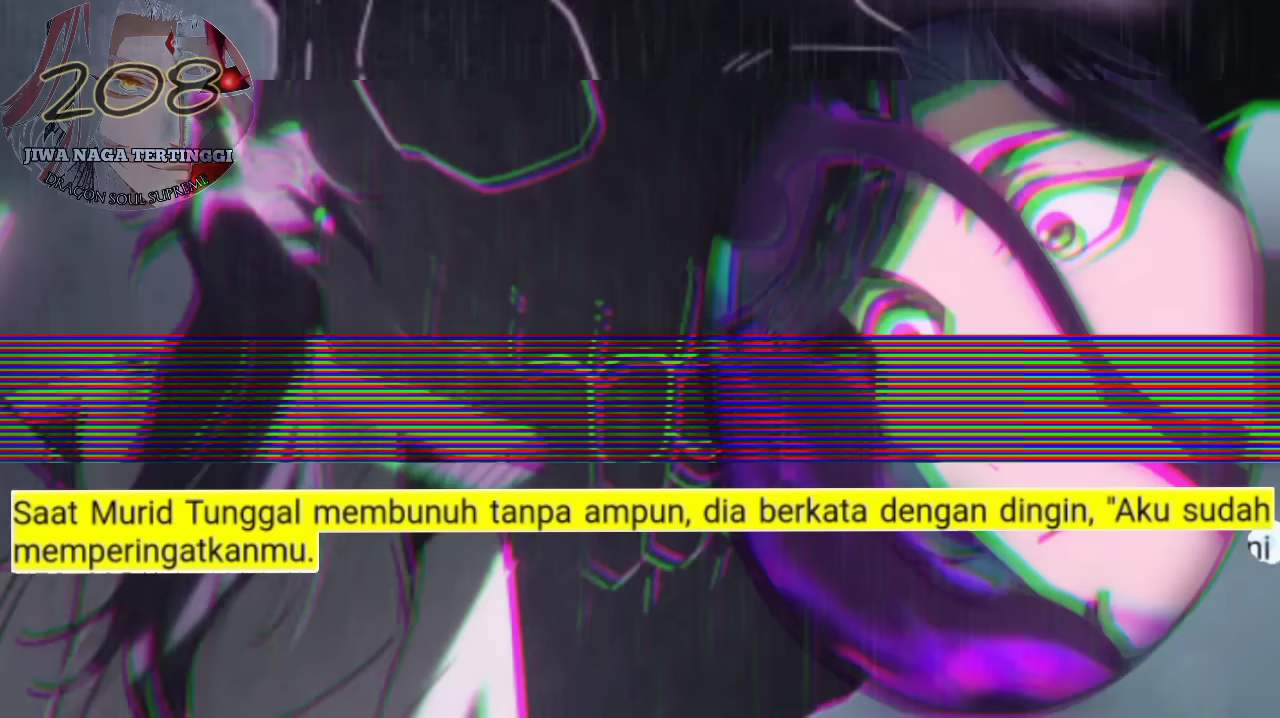 208
JIWA NAGA TERTINGGI
DRAGON SOUL SUPREME
Saat Murid Tunggal membunuh tanpa ampun, dia berkata dengan dingin, "Aku sudah
memperingatkanmu.
ni